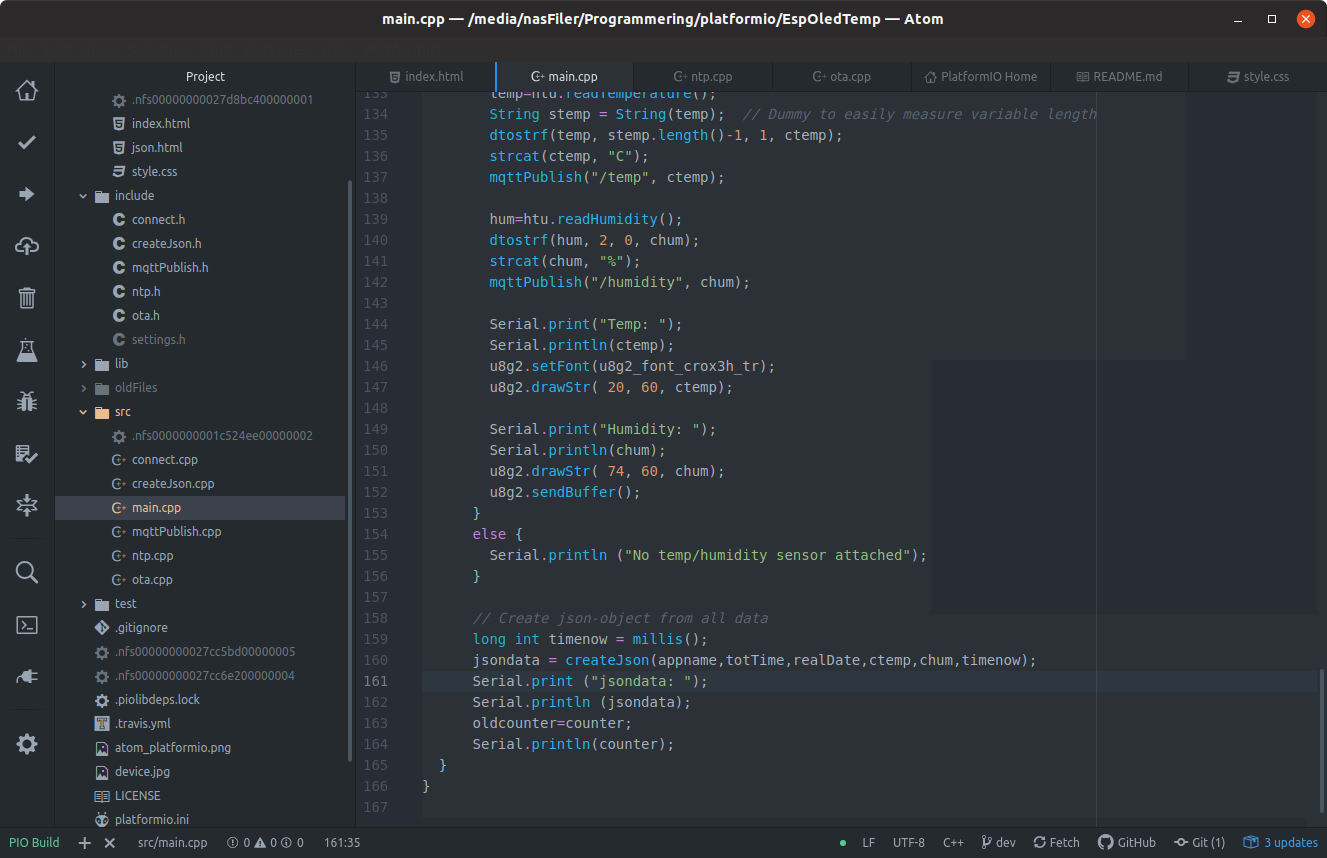 main.cpp — /media/nasFiler/Programmering/platformio/EspOledTemp — Atom
Project
.nfs00000000027d8bc400000001
index.html
json.html
style.css
include
connect.h
createJson.h
mqttPublish.h
ntp.h
ota.h
settings.h
lib
oldFiles
src
.nfs0000000001c524ee00000002
connect.cpp
createJson.cpp
main.cpp
mqttPublish.cpp
ntp.cpp
ota.cpp
test
.gitignore
.nfs00000000027cc5bd00000005
.nfs00000000027cc6e200000004
.piolibdeps.lock
.travis.yml
atom_platformio.png
device.jpg
LICENSE
platformio.ini
index.html main.cpp ntp.cpp ota.cpp PlatformIO Home README.md style.css
133 temp=htu.readTemperature();
134 String stemp = String(temp);  // Dummy to easily measure variable length
135 dtostrf(temp, stemp.length()-1, 1, ctemp);
136 strcat(ctemp, "C");
137 mqttPublish("/temp", ctemp);
138
139 hum=htu.readHumidity();
140 dtostrf(hum, 2, 0, chum);
141 strcat(chum, "%");
142 mqttPublish("/humidity", chum);
143
144 Serial.print("Temp: ");
145 Serial.println(ctemp);
146 u8g2.setFont(u8g2_font_crox3h_tr);
147 u8g2.drawStr( 20, 60, ctemp);
148
149 Serial.print("Humidity: ");
150 Serial.println(chum);
151 u8g2.drawStr( 74, 60, chum);
152 u8g2.sendBuffer();
153 }
154 else {
155 Serial.println ("No temp/humidity sensor attached");
156 }
157
158 // Create json-object from all data
159 long int timenow = millis();
160 jsondata = createJson(appname,totTime,realDate,ctemp,chum,timenow);
161 Serial.print ("jsondata: ");
162 Serial.println (jsondata);
163 oldcounter=counter;
164 Serial.println(counter);
165 }
166 }
167
PIO Build src/main.cpp 0 0 0 161:35 LF UTF-8 C++ dev Fetch GitHub Git (1) 3 updates